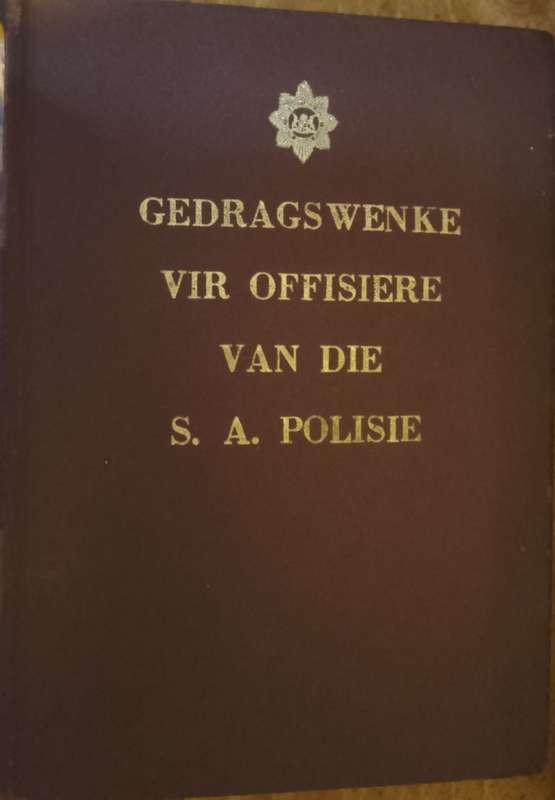 GEDRAGSWENKE
VIR OFFISIERE
VAN DIE
S. A. POLISIE